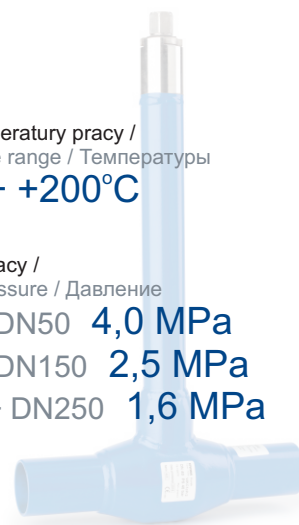 eratury pracy /
e range / Температуры
÷ +200°C
acy /
ssure / Давление
DN50 4,0 MPa
DN150 2,5 MPa
÷ DN250 1,6 MPa